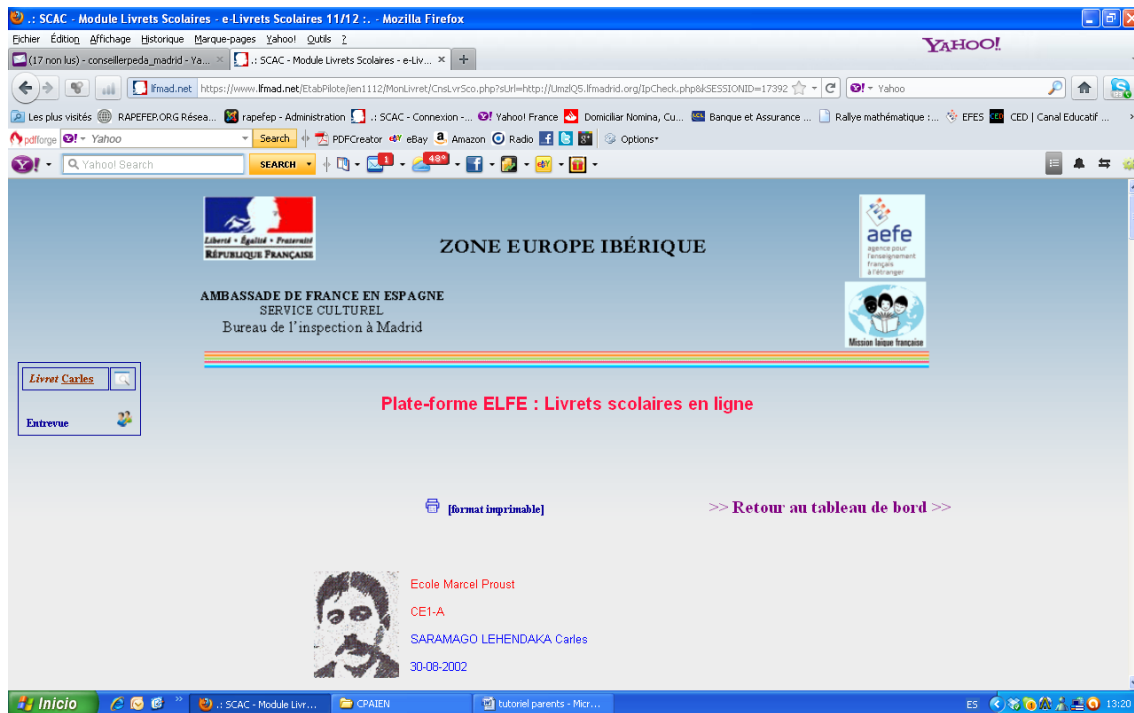 .: SCAC - Module Livrets Scolaires - e-Livrets Scolaires 11/12 :. - Mozilla Firefox
Fichier Édition Affichage Historique Marque-pages Yahoo! Outils ?
YAHOO!
(17 non lus) - conseillerpeda_madrid - Ya... × .: SCAC - Module Livrets Scolaires - e-Liv... × +
lfmad.net https://www.lfmad.net/EtabPilote/ien1112/MonLivret/CnsLvrSco.php?sUrl=http://UmzlQ5.lfmadrid.org/IpCheck.php&kSESSIONID=17392 Yahoo
Les plus visités RAPEFEP.ORG Résea... rapefep - Administration .: SCAC - Connexion -... Yahoo! France Domiciliar Nomina, Cu... Banque et Assurance ... Rallye mathématique :... EFES CED | Canal Educatif ...
pdfforge Yahoo Search PDFCreator eBay Amazon Radio Options
Yahoo! Search SEARCH 1 48º
Liberté • Égalité • Fraternité
RÉPUBLIQUE FRANÇAISE
ZONE EUROPE IBÉRIQUE
aefe
agence pour
l'enseignement
français
à l'étranger
AMBASSADE DE FRANCE EN ESPAGNE
SERVICE CULTUREL
Bureau de l'inspection à Madrid
Mission laïque française
Livret Carles
Entrevue
Plate-forme ELFE : Livrets scolaires en ligne
[format imprimable]
>> Retour au tableau de bord >>
Ecole Marcel Proust
CE1-A
SARAMAGO LEHENDAKA Carles
30-08-2002
Inicio .: SCAC - Module Livr... CPAIEN tutoriel parents - Micr... ES 13:20